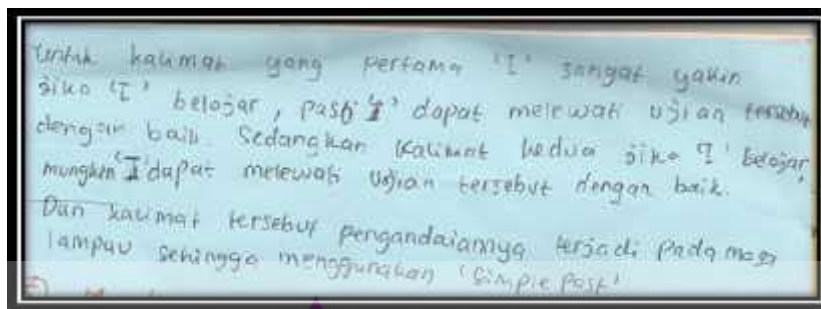 Untuk kalimat yang pertama 'I' sangat yakin
jika 'I' belajar, pasti 'I' dapat melewati ujian tersebut
dengan baik. Sedangkan kalimat kedua jika 'I' belajar,
mungkin 'I' dapat melewati ujian tersebut dengan baik.
Dan kalimat tersebut pengandaiannya terjadi pada masa
lampau sehingga menggunakan 'Simple Past'